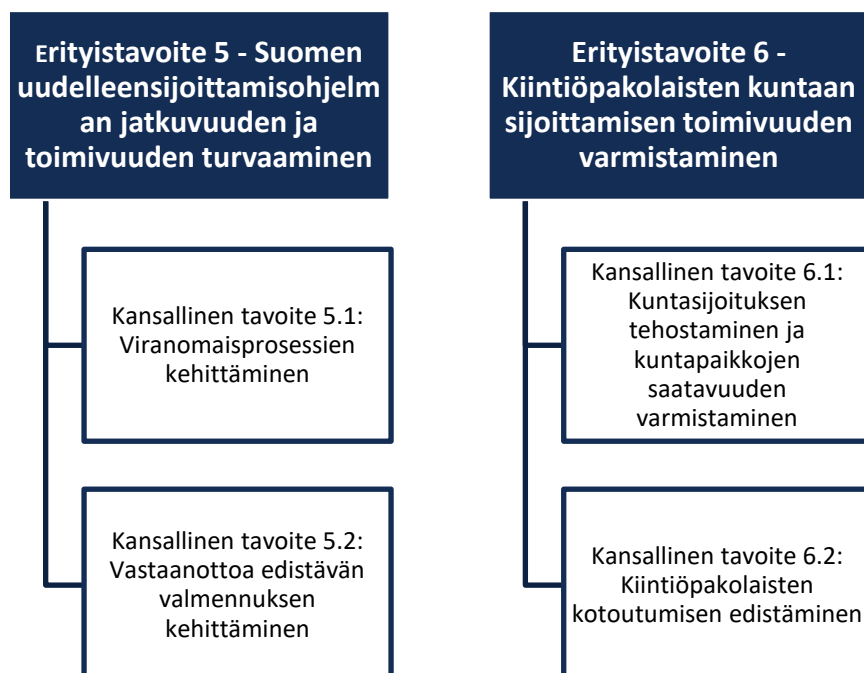 Erityistavoite 5 - Suomen
uudelleensijoittamisohjelm
an jatkuvuuden ja
toimivuuden turvaaminen
Kansallinen tavoite 5.1:
Viranomaisprosessien
kehittäminen
Kansallinen tavoite 5.2:
Vastaanottoa edistävän
valmennuksen
kehittäminen
Erityistavoite 6 -
Kiintiöpakolaisten kuntaan
sijoittamisen toimivuuden
varmistaminen
Kansallinen tavoite 6.1:
Kuntasijoituksen
tehostaminen ja
kuntapaikkojen
saatavuuden
varmistaminen
Kansallinen tavoite 6.2:
Kiintiöpakolaisten
kotoutumisen edistäminen